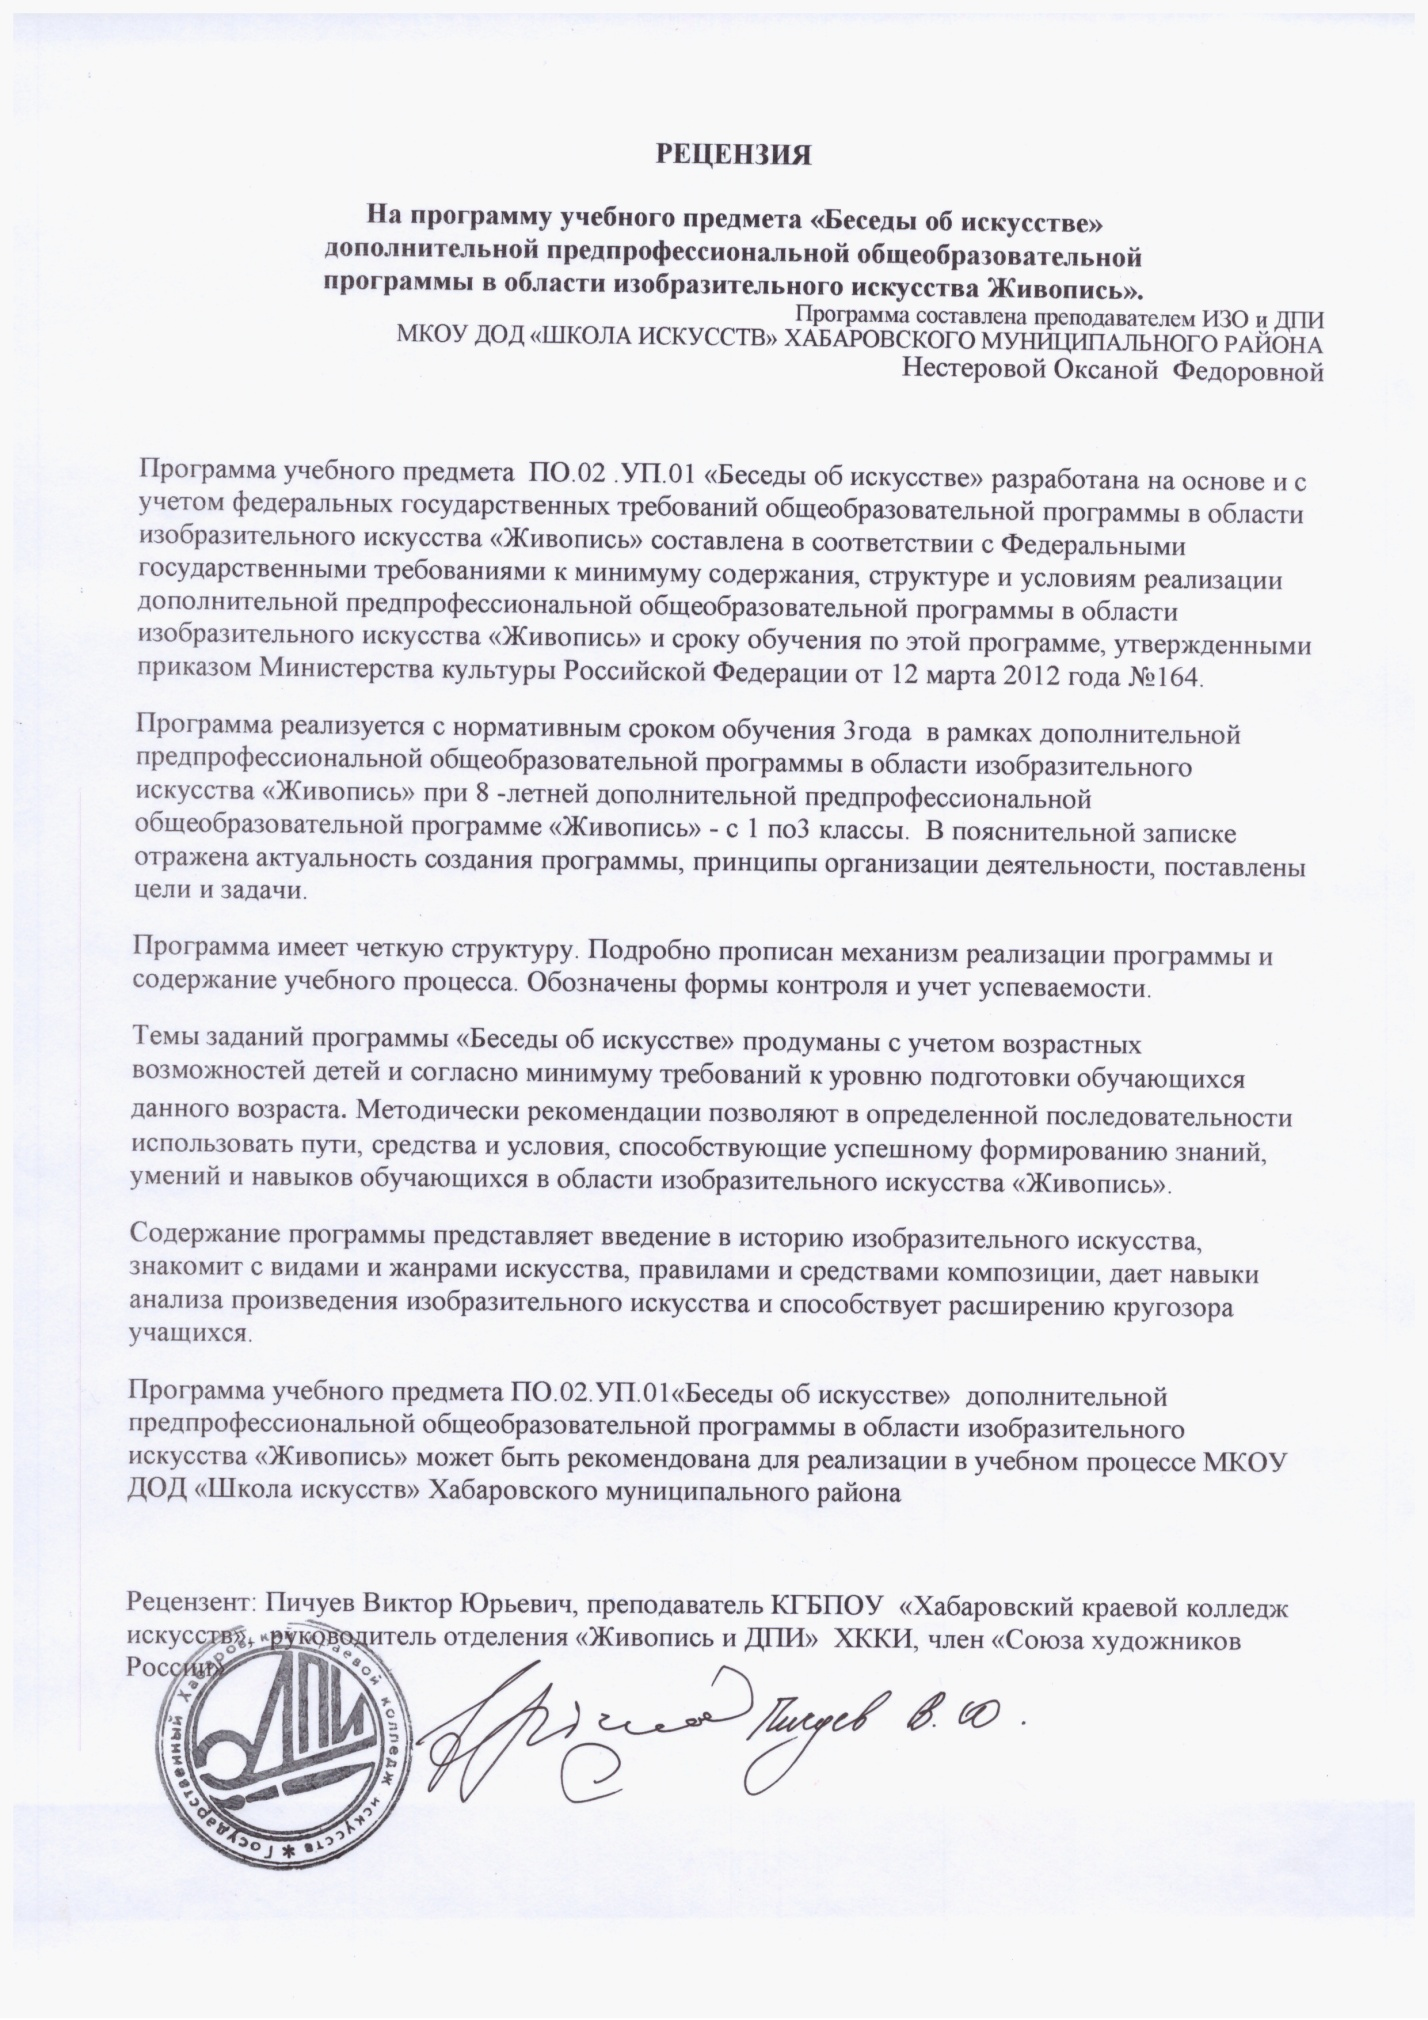 РЕЦЕНЗИЯ
На программу учебного предмета «Беседы об искусстве»
дополнительной предпрофессиональной общеобразовательной
программы в области изобразительного искусства Живопись».
Программа составлена преподавателем ИЗО и ДПИ
МКОУ ДОД «ШКОЛА ИСКУССТВ» ХАБАРОВСКОГО МУНИЦИПАЛЬНОГО РАЙОНА
Нестеровой Оксаной  Федоровной
Программа учебного предмета  ПО.02 .УП.01 «Беседы об искусстве» разработана на основе и с
учетом федеральных государственных требований общеобразовательной программы в области
изобразительного искусства «Живопись» составлена в соответствии с Федеральными
государственными требованиями к минимуму содержания, структуре и условиям реализации
дополнительной предпрофессиональной общеобразовательной программы в области
изобразительного искусства «Живопись» и сроку обучения по этой программе, утвержденными
приказом Министерства культуры Российской Федерации от 12 марта 2012 года №164.
Программа реализуется с нормативным сроком обучения 3года  в рамках дополнительной
предпрофессиональной общеобразовательной программы в области изобразительного
искусства «Живопись» при 8 -летней дополнительной предпрофессиональной
общеобразовательной программе «Живопись» - с 1 по3 классы.  В пояснительной записке
отражена актуальность создания программы, принципы организации деятельности, поставлены
цели и задачи.
Программа имеет четкую структуру. Подробно прописан механизм реализации программы и
содержание учебного процесса. Обозначены формы контроля и учет успеваемости.
Темы заданий программы «Беседы об искусстве» продуманы с учетом возрастных
возможностей детей и согласно минимуму требований к уровню подготовки обучающихся
данного возраста. Методически рекомендации позволяют в определенной последовательности
использовать пути, средства и условия, способствующие успешному формированию знаний,
умений и навыков обучающихся в области изобразительного искусства «Живопись».
Содержание программы представляет введение в историю изобразительного искусства,
знакомит с видами и жанрами искусства, правилами и средствами композиции, дает навыки
анализа произведения изобразительного искусства и способствует расширению кругозора
учащихся.
Программа учебного предмета ПО.02.УП.01«Беседы об искусстве»  дополнительной
предпрофессиональной общеобразовательной программы в области изобразительного
искусства «Живопись» может быть рекомендована для реализации в учебном процессе МКОУ
ДОД «Школа искусств» Хабаровского муниципального района
Рецензент: Пичуев Виктор Юрьевич, преподаватель КГБПОУ  «Хабаровский краевой колледж
искусств»,  руководитель отделения «Живопись и ДПИ»  ХККИ, член «Союза художников
России»
Государственный Хабаровский краевой колледж искусств *
ДПИ
Пичуев В. Ю.